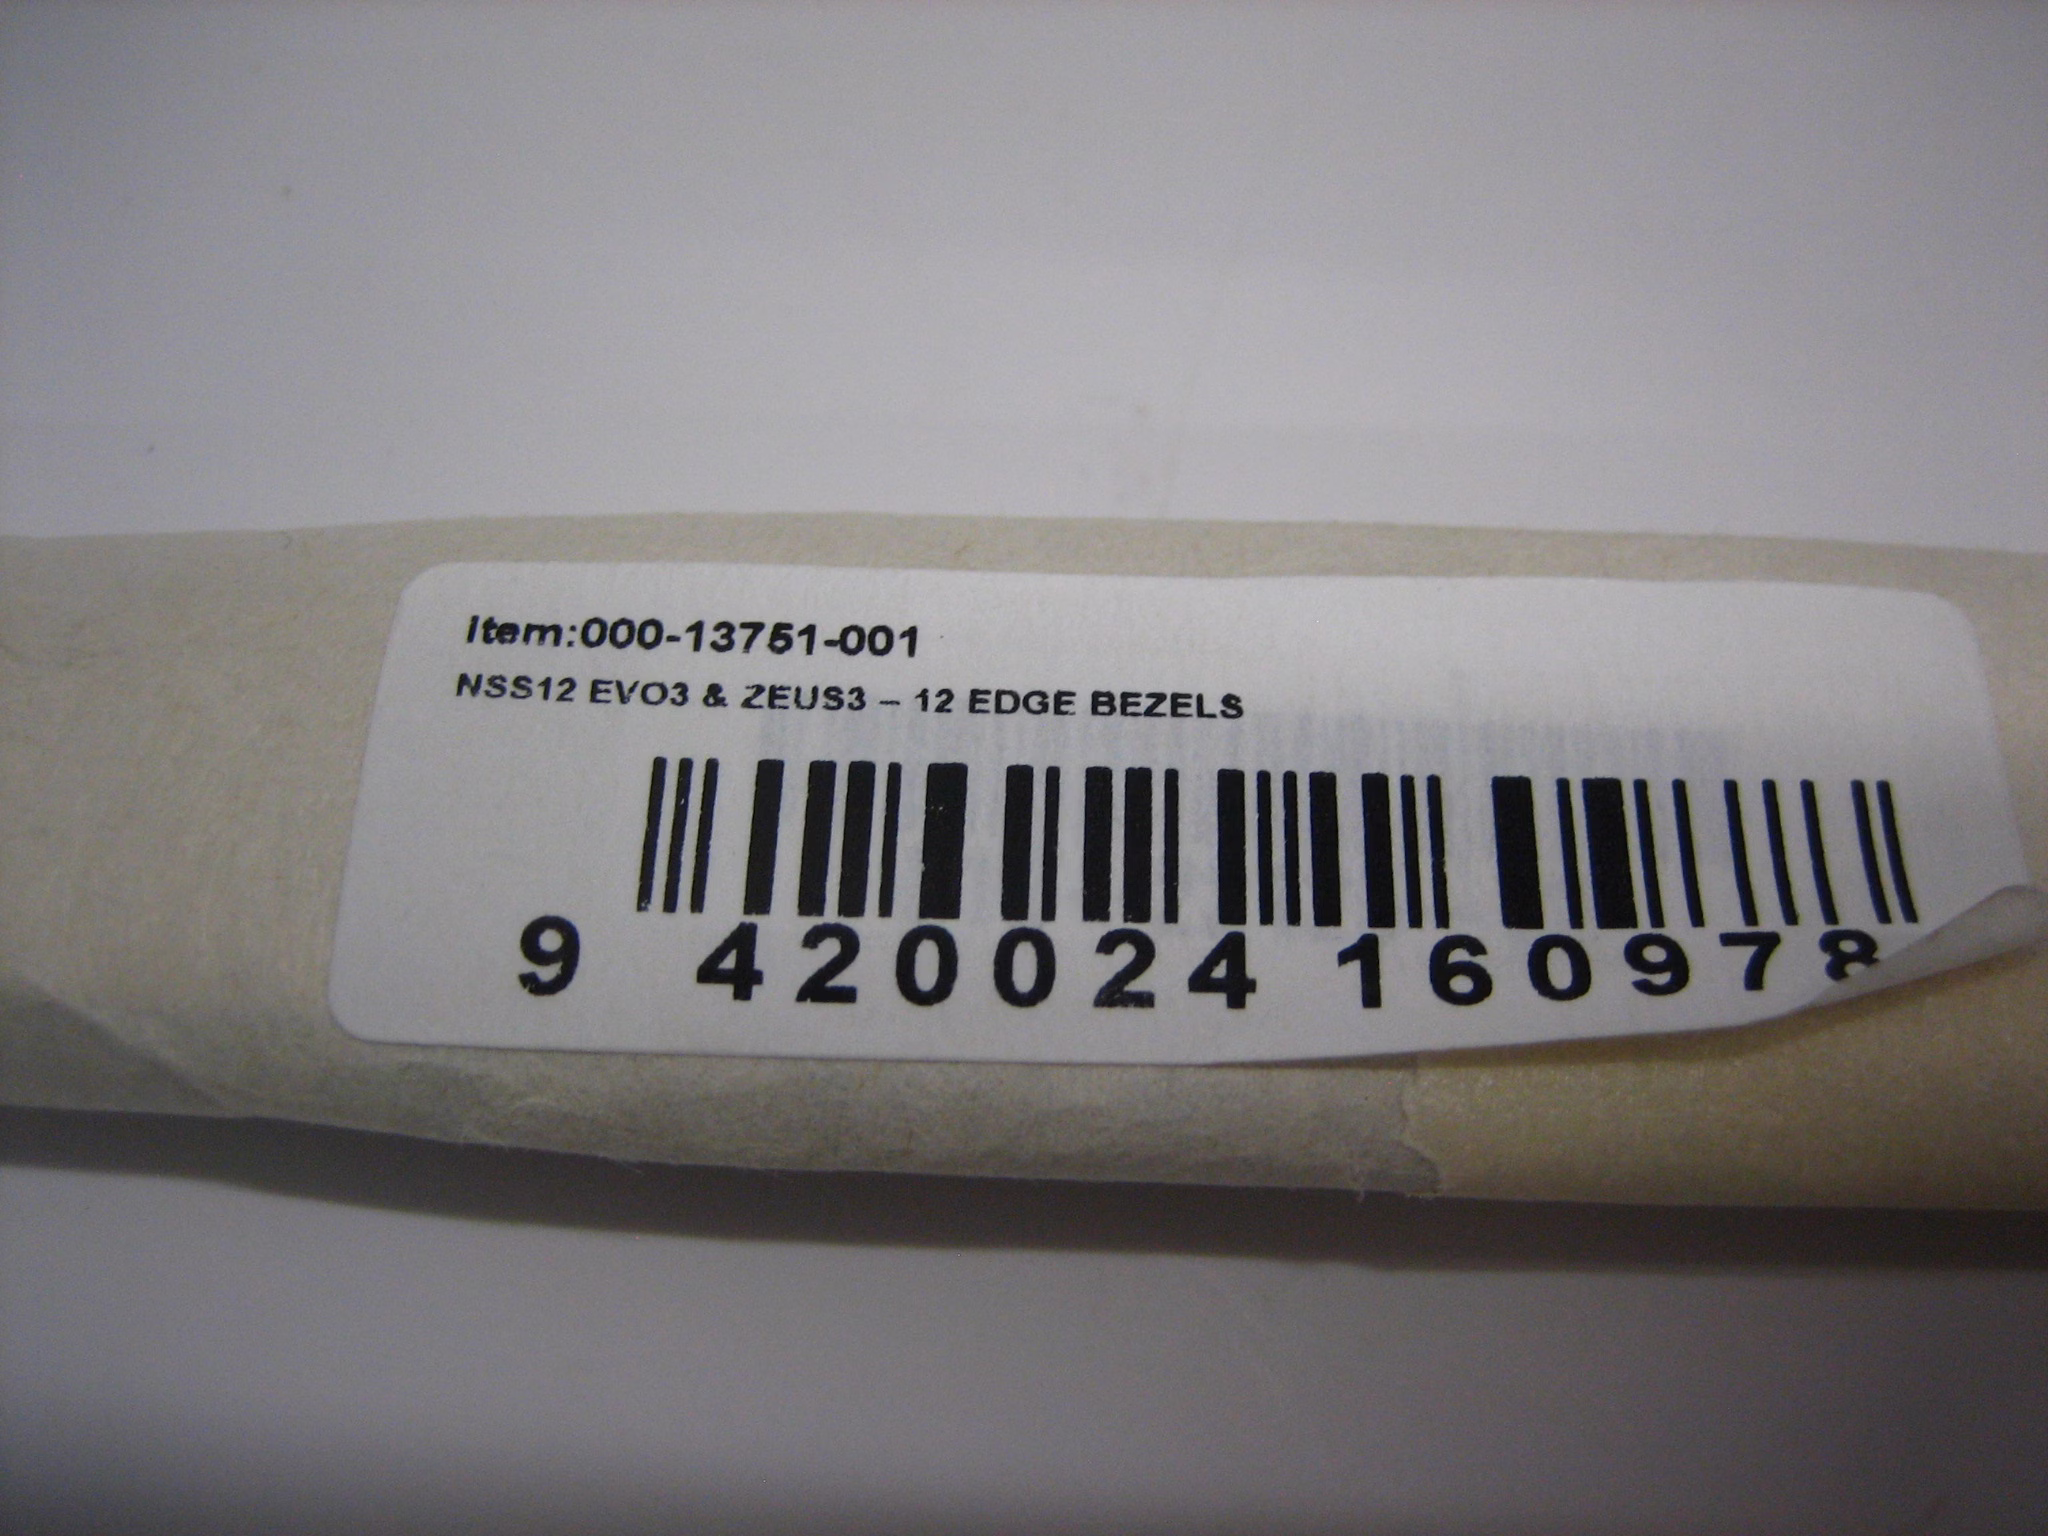 Item:000-13751-001
NSS12 EVO3 & ZEUS3 – 12 EDGE BEZELS
9 420024 160978